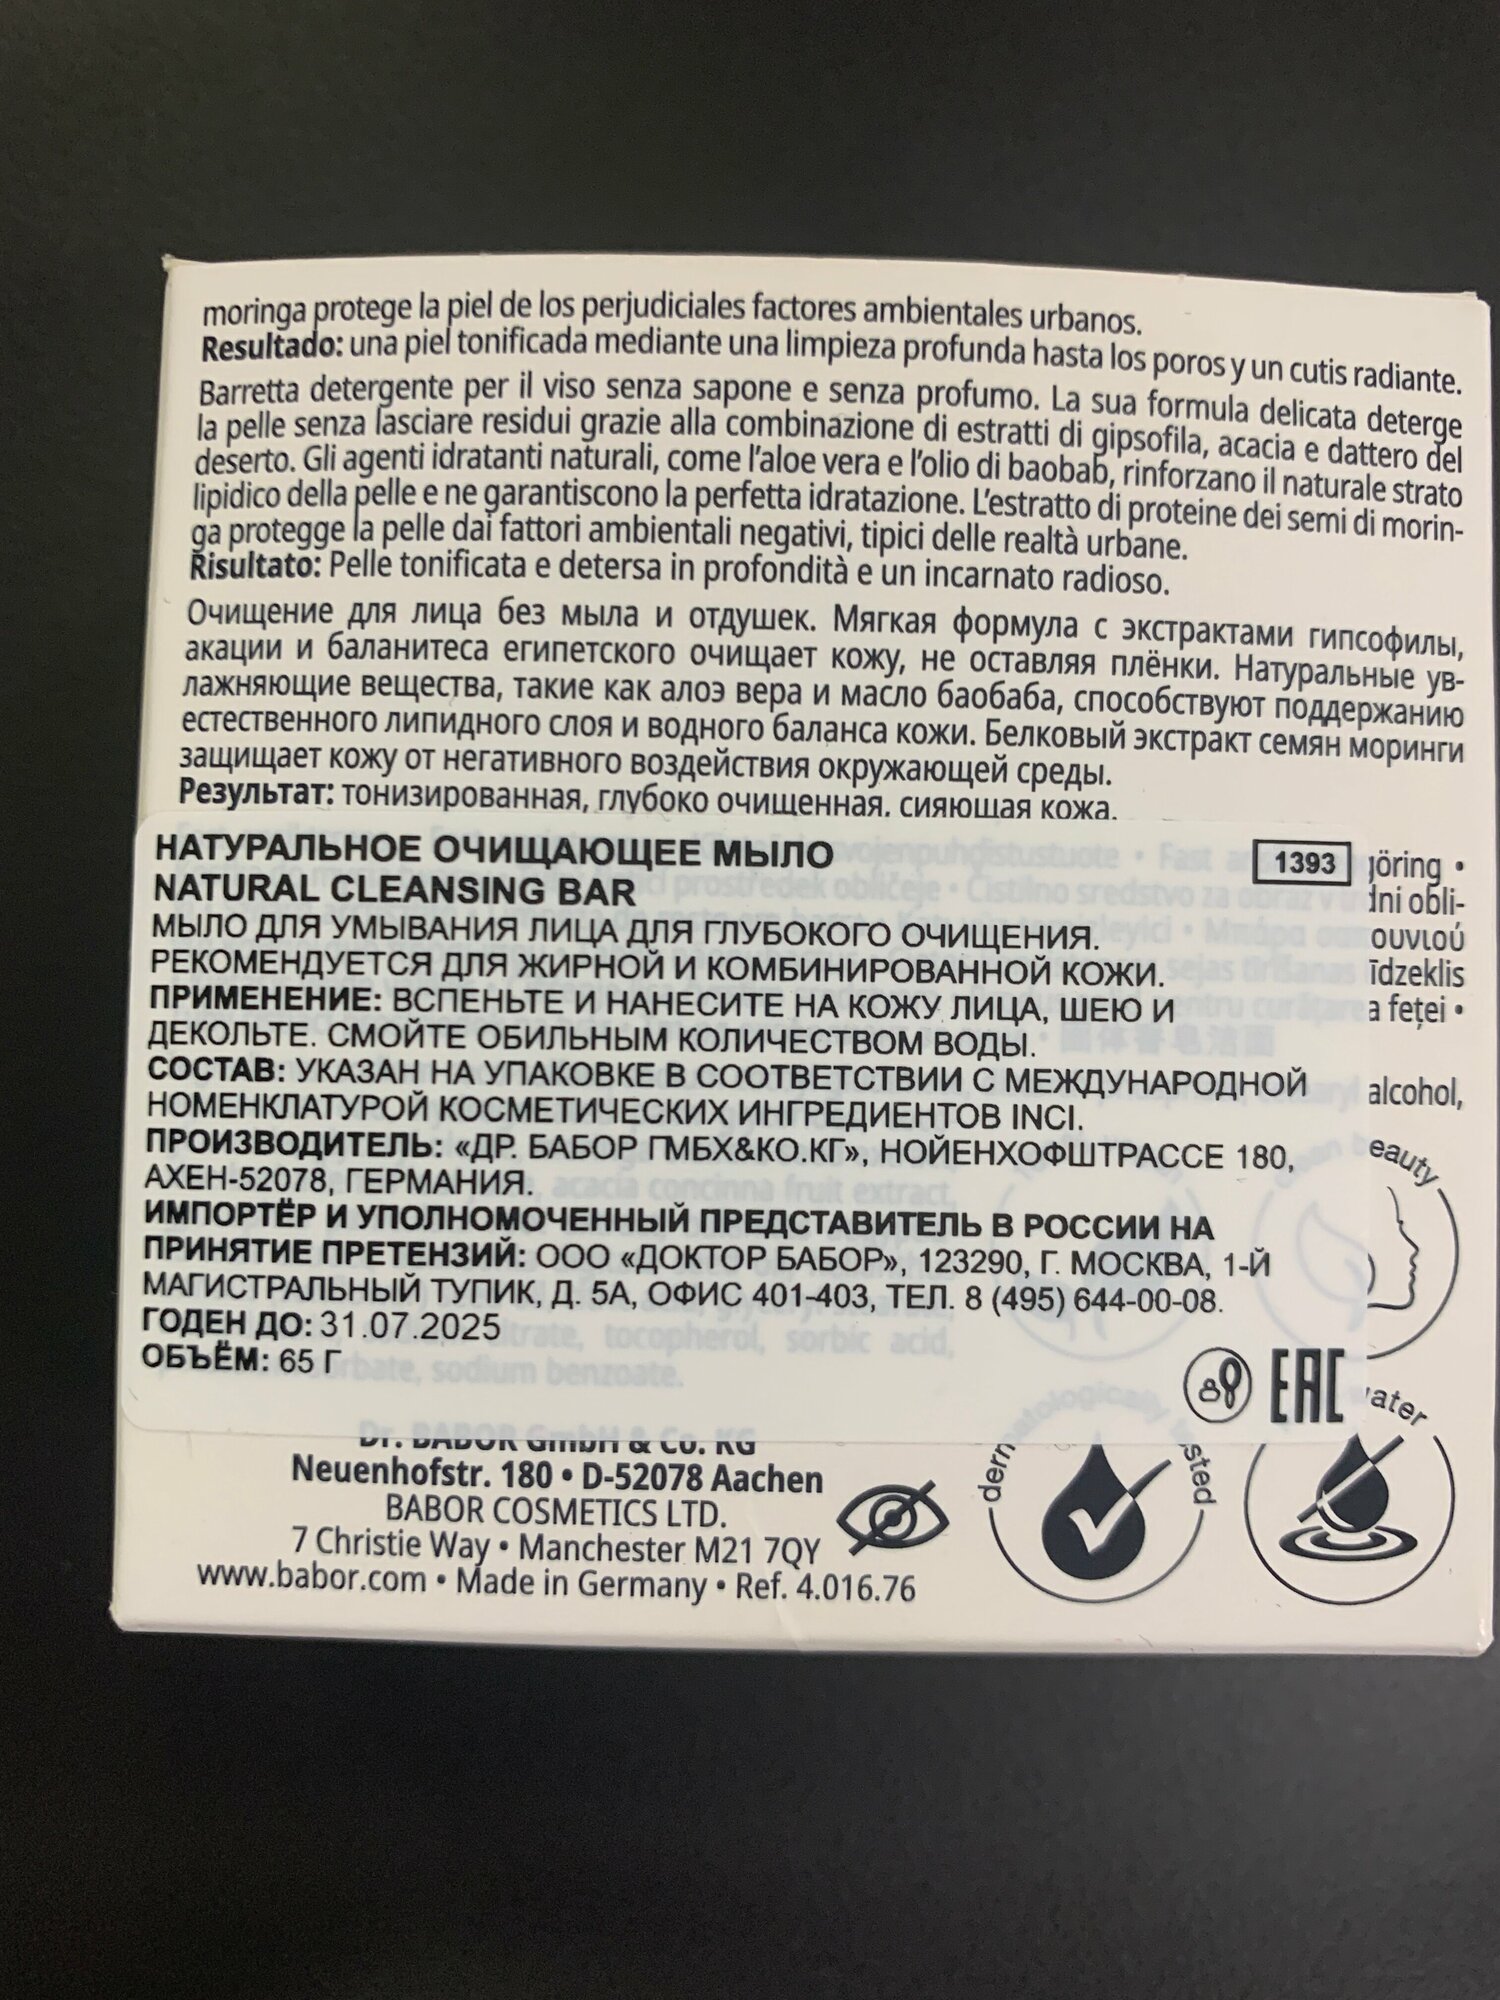 moringa protege la piel de los perjudiciales factores ambientales urbanos.
Resultado: una piel tonificada mediante una limpieza profunda hasta los poros y un cutis radiante.
Barretta detergente per il viso senza sapone e senza profumo. La sua formula delicata deterge
la pelle senza lasciare residui grazie alla combinazione di estratti di gipsofila, acacia e dattero del
deserto. Gli agenti idratanti naturali, come l'aloe vera e l'olio di baobab, rinforzano il naturale strato
lipidico della pelle e ne garantiscono la perfetta idratazione. L'estratto di proteine dei semi di morin-
ga protegge la pelle dai fattori ambientali negativi, tipici delle realtà urbane.
Risultato: Pelle tonificata e detersa in profondità e un incarnato radioso.
Очищение для лица без мыла и отдушек. Мягкая формула с экстрактами гипсофилы,
акации и баланитеса египетского очищает кожу, не оставляя плёнки. Натуральные ув-
лажняющие вещества, такие как алоэ вера и масло баобаба, способствуют поддержанию
естественного липидного слоя и водного баланса кожи. Белковый экстракт семян моринги
защищает кожу от негативного воздействия окружающей среды.
Результат: тонизированная, глубоко очищенная, сияющая кожа.
НАТУРАЛЬНОЕ ОЧИЩАЮЩЕЕ МЫЛО 1393
NATURAL CLEANSING BAR
МЫЛО ДЛЯ УМЫВАНИЯ ЛИЦА ДЛЯ ГЛУБОКОГО ОЧИЩЕНИЯ.
РЕКОМЕНДУЕТСЯ ДЛЯ ЖИРНОЙ И КОМБИНИРОВАННОЙ КОЖИ.
ПРИМЕНЕНИЕ: ВСПЕНЬТЕ И НАНЕСИТЕ НА КОЖУ ЛИЦА, ШЕЮ И
ДЕКОЛЬТЕ. СМОЙТЕ ОБИЛЬНЫМ КОЛИЧЕСТВОМ ВОДЫ.
СОСТАВ: УКАЗАН НА УПАКОВКЕ В СООТВЕТСТВИИ С МЕЖДУНАРОДНОЙ
НОМЕНКЛАТУРОЙ КОСМЕТИЧЕСКИХ ИНГРЕДИЕНТОВ INCI.
ПРОИЗВОДИТЕЛЬ: «ДР. БАБОР ГМБХ&КО.КГ», НОЙЕНХОФШТРАССЕ 180,
АХЕН-52078, ГЕРМАНИЯ.
ИМПОРТЁР И УПОЛНОМОЧЕННЫЙ ПРЕДСТАВИТЕЛЬ В РОССИИ НА
ПРИНЯТИЕ ПРЕТЕНЗИЙ: ООО «ДОКТОР БАБОР», 123290, Г. МОСКВА, 1-Й
МАГИСТРАЛЬНЫЙ ТУПИК, Д. 5А, ОФИС 401-403, ТЕЛ. 8 (495) 644-00-08.
ГОДЕН ДО: 31.07.2025
ОБЪЁМ: 65 Г
EAC
alcohol,
eauty
Dr. BABOR GmbH & Co. KG
Neuenhofstr. 180 • D-52078 Aachen
BABOR COSMETICS LTD.
7 Christie Way • Manchester M21 7QY
www.babor.com • Made in Germany • Ref. 4.016.76
dermatologically tested
water